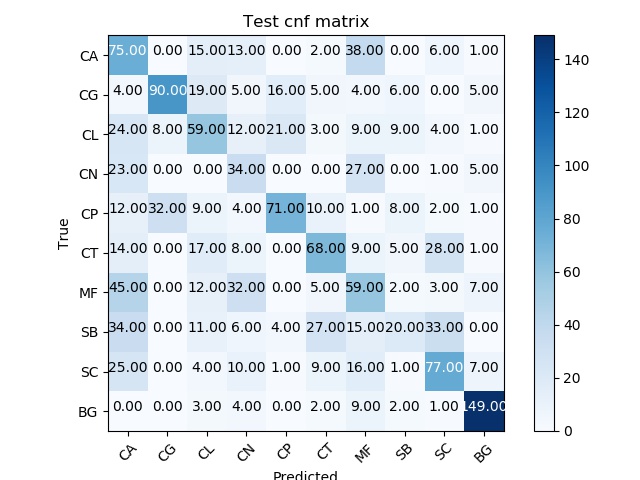 Test cnf matrix
CA 75.00 0.00 15.00 13.00 0.00 2.00 38.00 0.00 6.00 1.00
CG 4.00 90.00 19.00 5.00 16.00 5.00 4.00 6.00 0.00 5.00
CL 24.00 8.00 59.00 12.00 21.00 3.00 9.00 9.00 4.00 1.00
CN 23.00 0.00 0.00 34.00 0.00 0.00 27.00 0.00 1.00 5.00
CP 12.00 32.00 9.00 4.00 71.00 10.00 1.00 8.00 2.00 1.00
CT 14.00 0.00 17.00 8.00 0.00 68.00 9.00 5.00 28.00 1.00
MF 45.00 0.00 12.00 32.00 0.00 5.00 59.00 2.00 3.00 7.00
SB 34.00 0.00 11.00 6.00 4.00 27.00 15.00 20.00 33.00 0.00
SC 25.00 0.00 4.00 10.00 1.00 9.00 16.00 1.00 77.00 7.00
BG 0.00 0.00 3.00 4.00 0.00 2.00 9.00 2.00 1.00 149.00
CA CG CL CN CP CT MF SB SC BG
Predicted
True
140
120
100
80
60
40
20
0